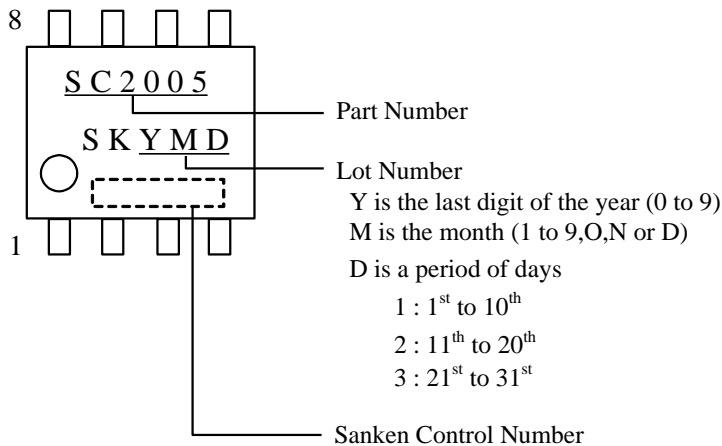 8
SC2005
Part Number
SKYMD
Lot Number
Y is the last digit of the year (0 to 9)
M is the month (1 to 9,O,N or D)
1
D is a period of days
1 : 1st to 10th
2 : 11th to 20th
3 : 21st to 31st
Sanken Control Number